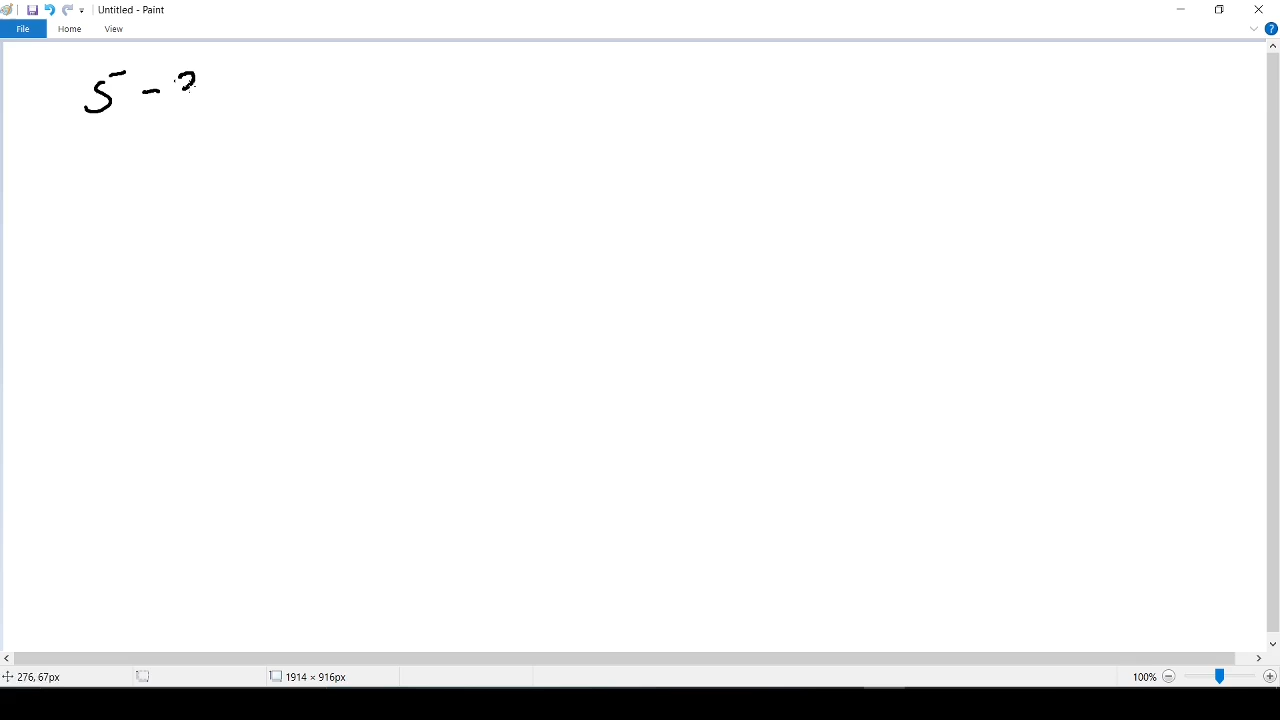 Untitled - Paint
File Home View
5 -
276, 67px 1914 × 916px 100%